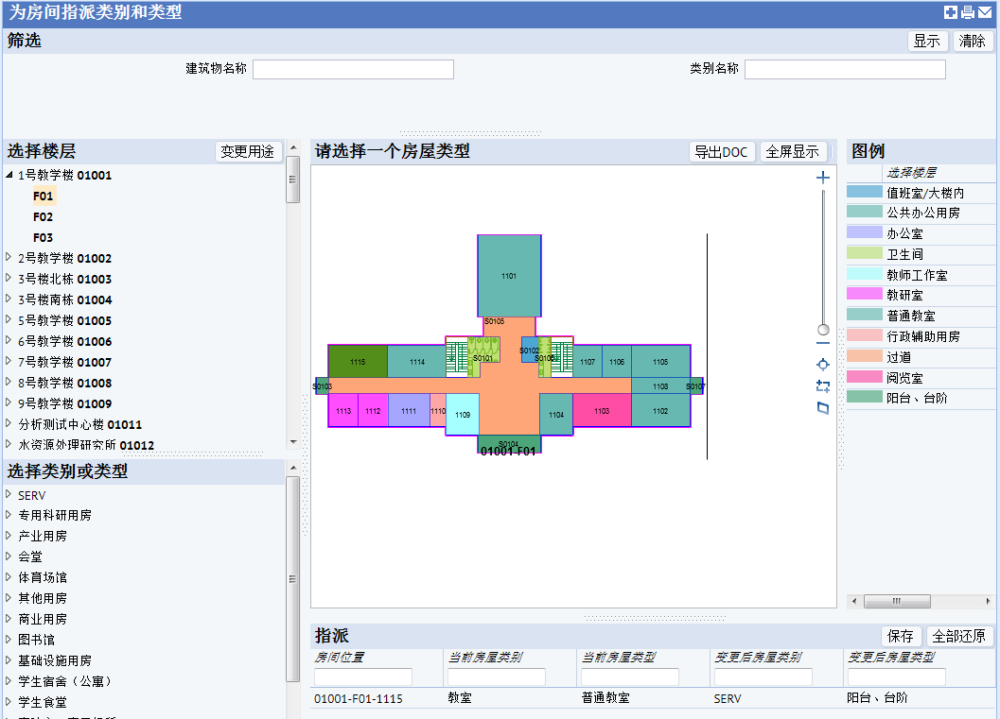 为房间指派类别和类型
筛选
显示
清除
建筑物名称
类别名称
选择楼层
变更用途
1号教学楼 01001
F01
F02
F03
2号教学楼 01002
3号楼北栋 01003
3号楼南栋 01004
5号教学楼 01005
6号教学楼 01006
7号教学楼 01007
8号教学楼 01008
9号教学楼 01009
分析测试中心楼 01011
水资源处理研究所 01012
选择类别或类型
SERV
专用科研用房
产业用房
会堂
体育场馆
其他用房
商业用房
图书馆
基础设施用房
学生宿舍（公寓）
学生食堂
请选择一个房屋类型
导出DOC
全屏显示
1101
S0105
S0101
S0102
S0106
1115
1114
1107
1106
1105
S0103
1108
S0107
1113
1112
1111
1110
1109
1104
1103
1102
S0104
01001-F01
图例
选择楼层
值班室/大楼内
公共办公用房
办公室
卫生间
教师工作室
教研室
普通教室
行政辅助用房
过道
阅览室
阳台、台阶
指派
保存
全部还原
房间位置
当前房屋类别
当前房屋类型
变更后房屋类别
变更后房屋类型
01001-F01-1115
教室
普通教室
SERV
阳台、台阶